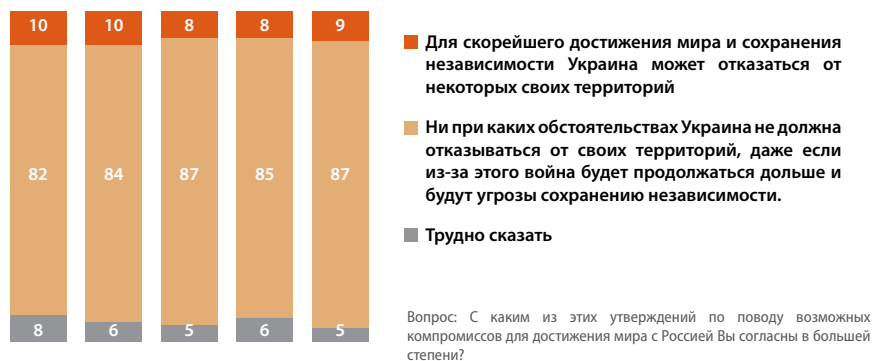 10 10 8 8 9
82 84 87 85 87
8 6 5 6 5
Для скорейшего достижения мира и сохранения
независимости Украина может отказаться от
некоторых своих территорий
Ни при каких обстоятельствах Украина не должна
отказываться от своих территорий, даже если
из-за этого война будет продолжаться дольше и
будут угрозы сохранению независимости.
Трудно сказать
Вопрос: С каким из этих утверждений по поводу возможных
компромиссов для достижения мира с Россией Вы согласны в большей
степени?